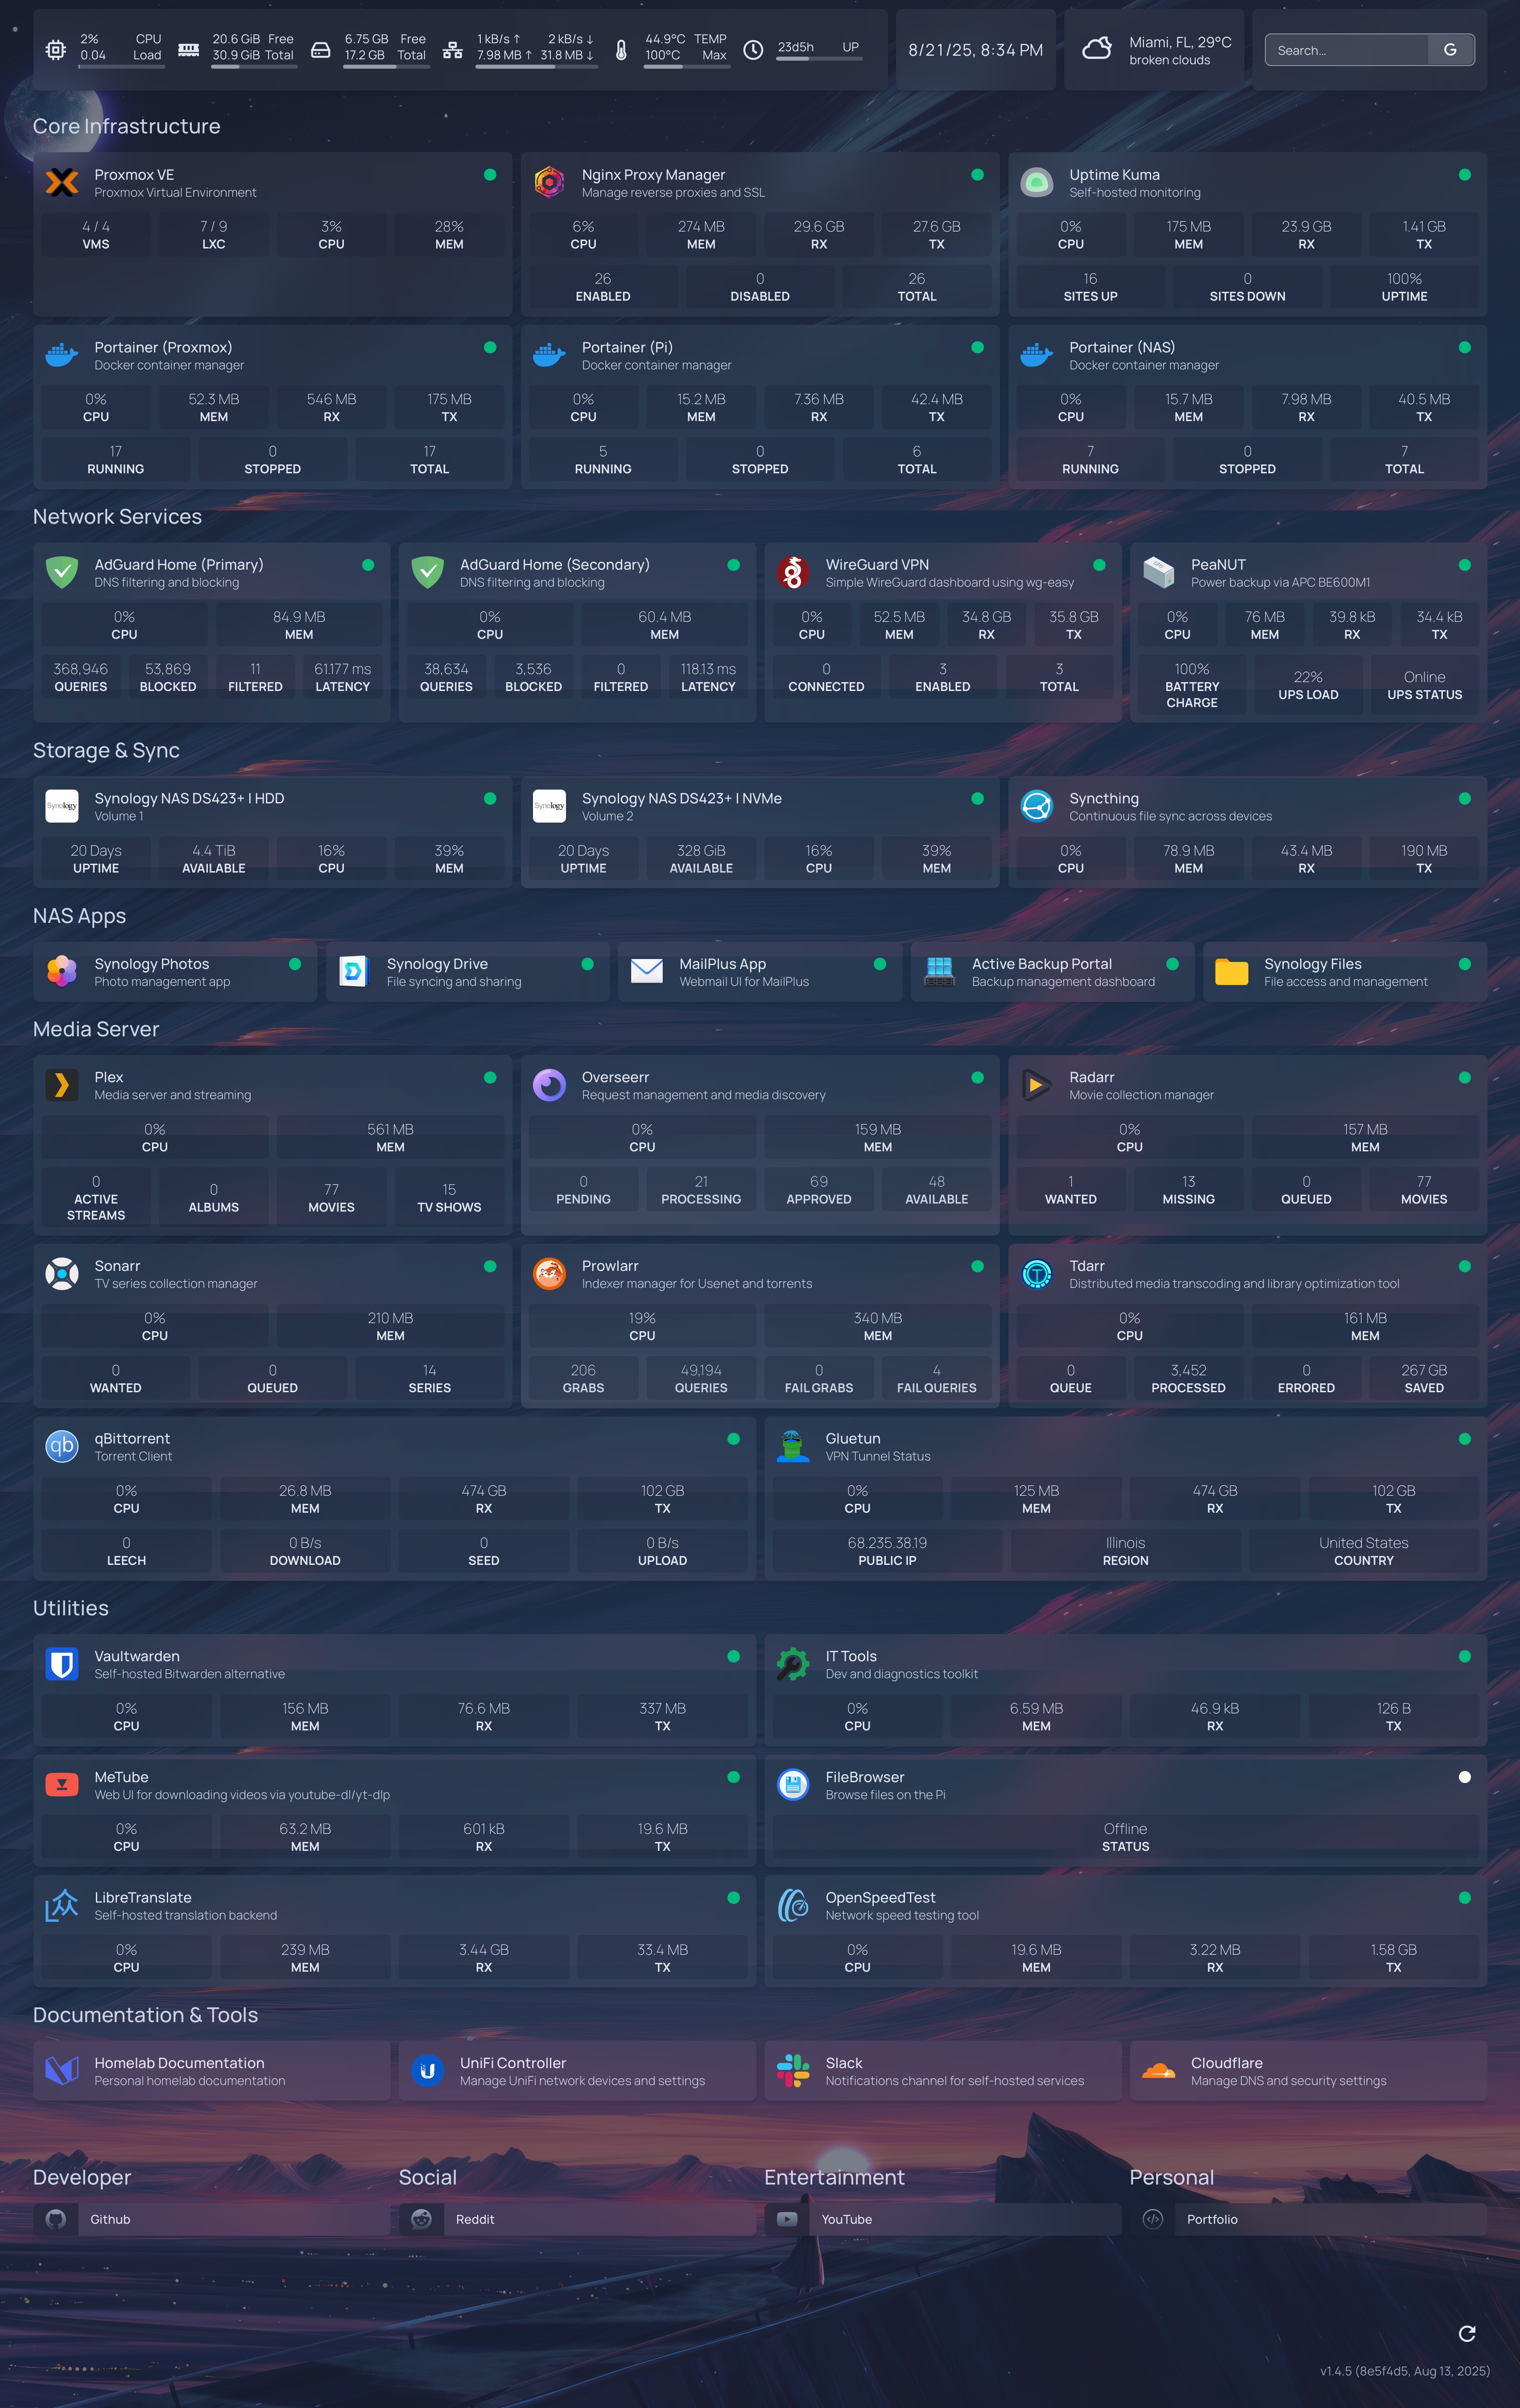 2% CPU
0.04 Load
20.6 GiB Free
30.9 GiB Total
6.75 GB Free
17.2 GB Total
1 kB/s ↑ 2 kB/s ↓
7.98 MB ↑ 31.8 MB ↓
44.9°C TEMP
100°C Max
23d5h UP
8/21/25, 8:34 PM
Miami, FL, 29°C
broken clouds
Search...
G
Core Infrastructure
Proxmox VE
Proxmox Virtual Environment
4 / 4 7 / 9 3% 28%
VMS LXC CPU MEM
Nginx Proxy Manager
Manage reverse proxies and SSL
6% 274 MB 29.6 GB 27.6 GB
CPU MEM RX TX
26 0 26
ENABLED DISABLED TOTAL
Uptime Kuma
Self-hosted monitoring
0% 175 MB 23.9 GB 1.41 GB
CPU MEM RX TX
16 0 100%
SITES UP SITES DOWN UPTIME
Portainer (Proxmox)
Docker container manager
0% 52.3 MB 546 MB 175 MB
CPU MEM RX TX
17 0 17
RUNNING STOPPED TOTAL
Portainer (Pi)
Docker container manager
0% 15.2 MB 7.36 MB 42.4 MB
CPU MEM RX TX
5 0 6
RUNNING STOPPED TOTAL
Portainer (NAS)
Docker container manager
0% 15.7 MB 7.98 MB 40.5 MB
CPU MEM RX TX
7 0 7
RUNNING STOPPED TOTAL
Network Services
AdGuard Home (Primary)
DNS filtering and blocking
0% 84.9 MB
CPU MEM
368,946 53,869 11 61.177 ms
QUERIES BLOCKED FILTERED LATENCY
AdGuard Home (Secondary)
DNS filtering and blocking
0% 60.4 MB
CPU MEM
38,634 3,536 0 118.13 ms
QUERIES BLOCKED FILTERED LATENCY
WireGuard VPN
Simple WireGuard dashboard using wg-easy
0% 52.5 MB 34.8 GB 35.8 GB
CPU MEM RX TX
0 3 3
CONNECTED ENABLED TOTAL
PeaNUT
Power backup via APC BE600M1
0% 76 MB 39.8 kB 34.4 kB
CPU MEM RX TX
100% 22% Online
BATTERY CHARGE UPS LOAD UPS STATUS
Storage & Sync
Synology
Synology NAS DS423+ | HDD
Volume 1
20 Days 4.4 TiB 16% 39%
UPTIME AVAILABLE CPU MEM
Synology
Synology NAS DS423+ | NVMe
Volume 2
20 Days 328 GiB 16% 39%
UPTIME AVAILABLE CPU MEM
Syncthing
Continuous file sync across devices
0% 78.9 MB 43.4 MB 190 MB
CPU MEM RX TX
NAS Apps
Synology Photos
Photo management app
Synology Drive
File syncing and sharing
MailPlus App
Webmail UI for MailPlus
Active Backup Portal
Backup management dashboard
Synology Files
File access and management
Media Server
Plex
Media server and streaming
0% 561 MB
CPU MEM
0 0 77 15
ACTIVE STREAMS ALBUMS MOVIES TV SHOWS
Overseerr
Request management and media discovery
0% 159 MB
CPU MEM
0 21 69 48
PENDING PROCESSING APPROVED AVAILABLE
Radarr
Movie collection manager
0% 157 MB
CPU MEM
1 13 0 77
WANTED MISSING QUEUED MOVIES
Sonarr
TV series collection manager
0% 210 MB
CPU MEM
0 0 14
WANTED QUEUED SERIES
Prowlarr
Indexer manager for Usenet and torrents
19% 340 MB
CPU MEM
206 49,194 0 4
GRABS QUERIES FAIL GRABS FAIL QUERIES
Tdarr
Distributed media transcoding and library optimization tool
0% 161 MB
CPU MEM
0 3,452 0 267 GB
QUEUE PROCESSED ERRORED SAVED
qb
qBittorrent
Torrent Client
0% 26.8 MB 474 GB 102 GB
CPU MEM RX TX
0 0 B/s 0 0 B/s
LEECH DOWNLOAD SEED UPLOAD
Gluetun
VPN Tunnel Status
0% 125 MB 474 GB 102 GB
CPU MEM RX TX
68.235.38.19 Illinois United States
PUBLIC IP REGION COUNTRY
Utilities
Vaultwarden
Self-hosted Bitwarden alternative
0% 156 MB 76.6 MB 337 MB
CPU MEM RX TX
IT Tools
Dev and diagnostics toolkit
0% 6.59 MB 46.9 kB 126 B
CPU MEM RX TX
MeTube
Web UI for downloading videos via youtube-dl/yt-dlp
0% 63.2 MB 601 kB 19.6 MB
CPU MEM RX TX
FileBrowser
Browse files on the Pi
Offline
STATUS
LibreTranslate
Self-hosted translation backend
0% 239 MB 3.44 GB 33.4 MB
CPU MEM RX TX
OpenSpeedTest
Network speed testing tool
0% 19.6 MB 3.22 MB 1.58 GB
CPU MEM RX TX
Documentation & Tools
Homelab Documentation
Personal homelab documentation
UniFi Controller
Manage UniFi network devices and settings
Slack
Notifications channel for self-hosted services
Cloudflare
Manage DNS and security settings
Developer
Github
Social
Reddit
Entertainment
YouTube
Personal
Portfolio
v1.4.5 (8e5f4d5, Aug 13, 2025)